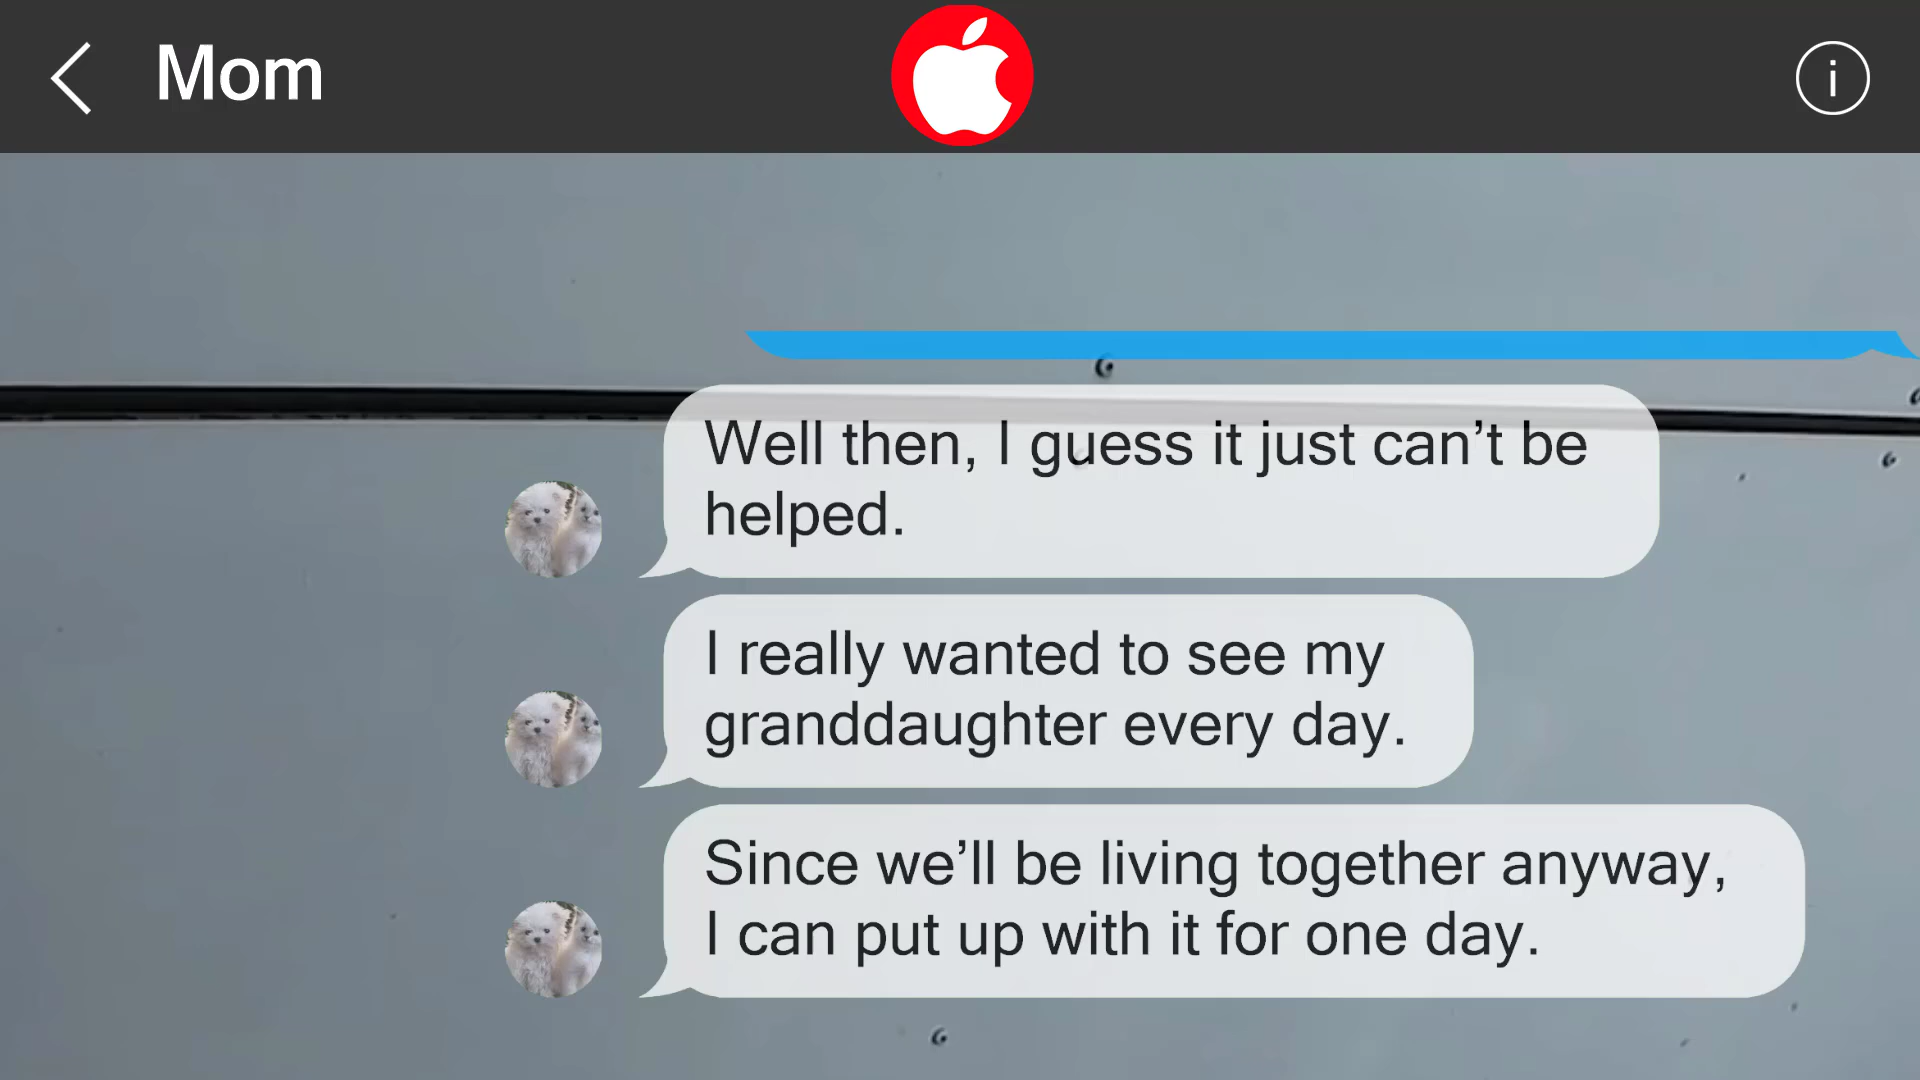 Mom
i
Well then, I guess it just can’t be
helped.
I really wanted to see my
granddaughter every day.
Since we’ll be living together anyway,
I can put up with it for one day.